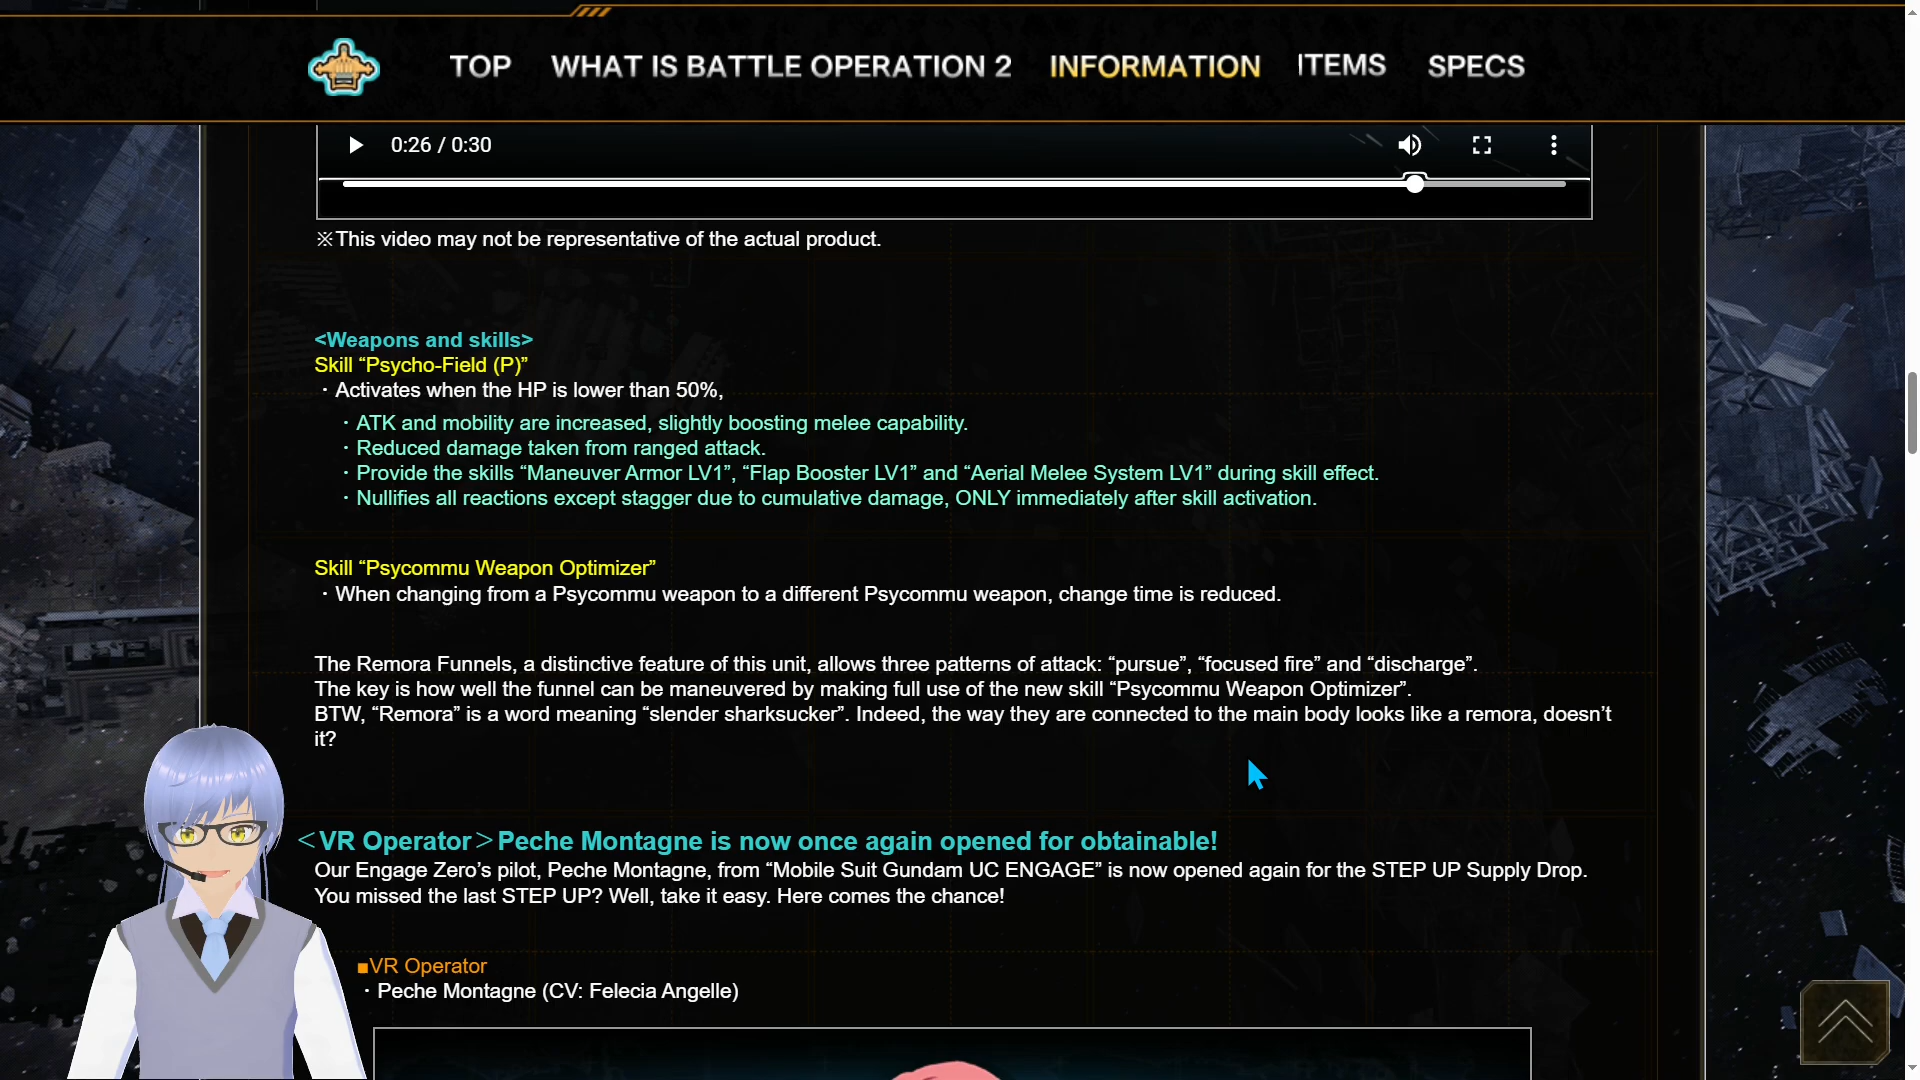 TOP WHAT IS BATTLE OPERATION 2 INFORMATION ITEMS SPECS
0:26 / 0:30
※This video may not be representative of the actual product.
<Weapons and skills>
Skill “Psycho-Field (P)”
・Activates when the HP is lower than 50%,
・ATK and mobility are increased, slightly boosting melee capability.
・Reduced damage taken from ranged attack.
・Provide the skills “Maneuver Armor LV1”, “Flap Booster LV1” and “Aerial Melee System LV1” during skill effect.
・Nullifies all reactions except stagger due to cumulative damage, ONLY immediately after skill activation.
Skill “Psycommu Weapon Optimizer”
・When changing from a Psycommu weapon to a different Psycommu weapon, change time is reduced.
The Remora Funnels, a distinctive feature of this unit, allows three patterns of attack: “pursue”, “focused fire” and “discharge”.
The key is how well the funnel can be maneuvered by making full use of the new skill “Psycommu Weapon Optimizer”.
BTW, “Remora” is a word meaning “slender sharksucker”. Indeed, the way they are connected to the main body looks like a remora, doesn’t
it?
＜VR Operator＞Peche Montagne is now once again opened for obtainable!
Our Engage Zero’s pilot, Peche Montagne, from “Mobile Suit Gundam UC ENGAGE” is now opened again for the STEP UP Supply Drop.
You missed the last STEP UP? Well, take it easy. Here comes the chance!
■VR Operator
・Peche Montagne (CV: Felecia Angelle)